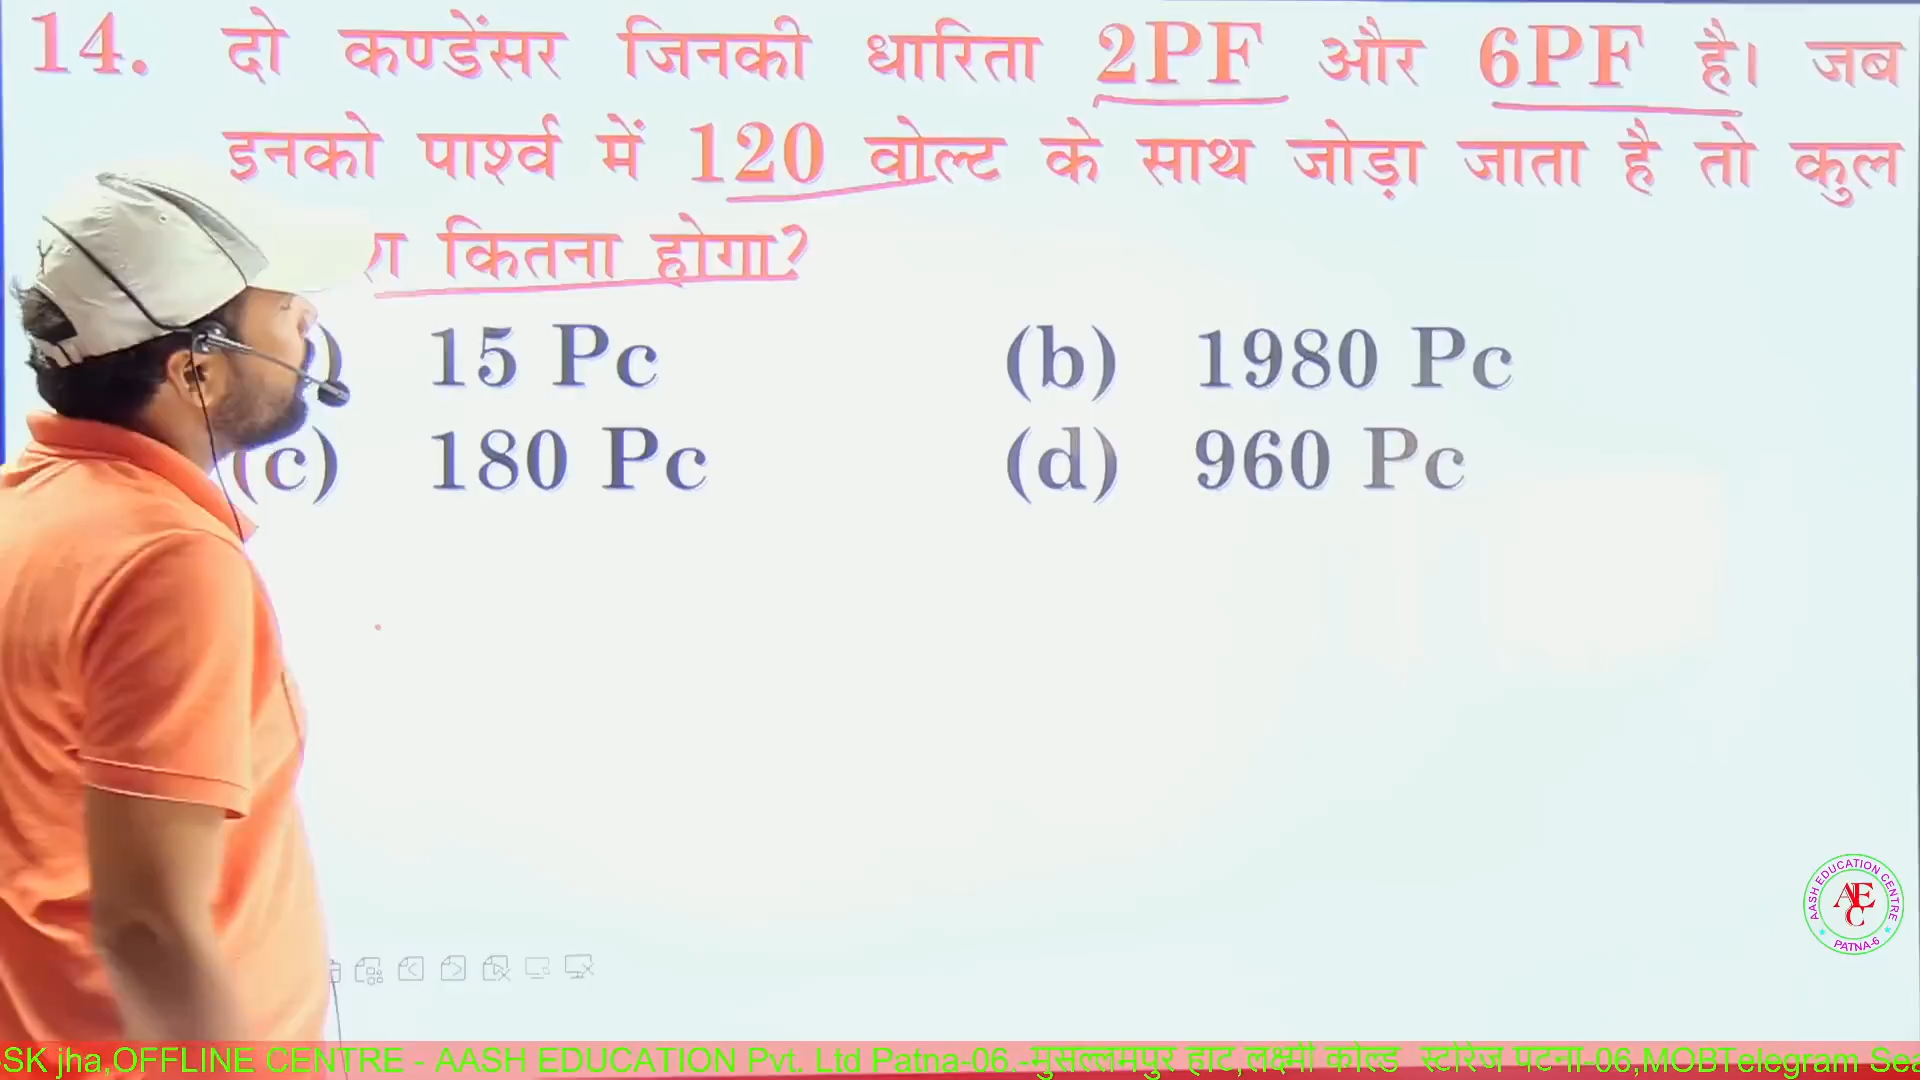 14. दो कण्डेंसर जिनकी धारिता 2PF और 6PF है। जब
इनको पार्श्व में 120 वोल्ट के साथ जोड़ा जाता है तो कुल
कितना होगा?
15 Pc
(b) 1980 Pc
(c) 180 Pc
(d) 960 Pc
AASH EDUCATION CENTRE
AEC
PATNA-6
SK jha,OFFLINE CENTRE - AASH EDUCATION Pvt. Ltd Patna-06.-मुसल्लमपुर हाट,लक्ष्मी कोल्ड स्टोरेज पटना-06,MOBTelegram Sea